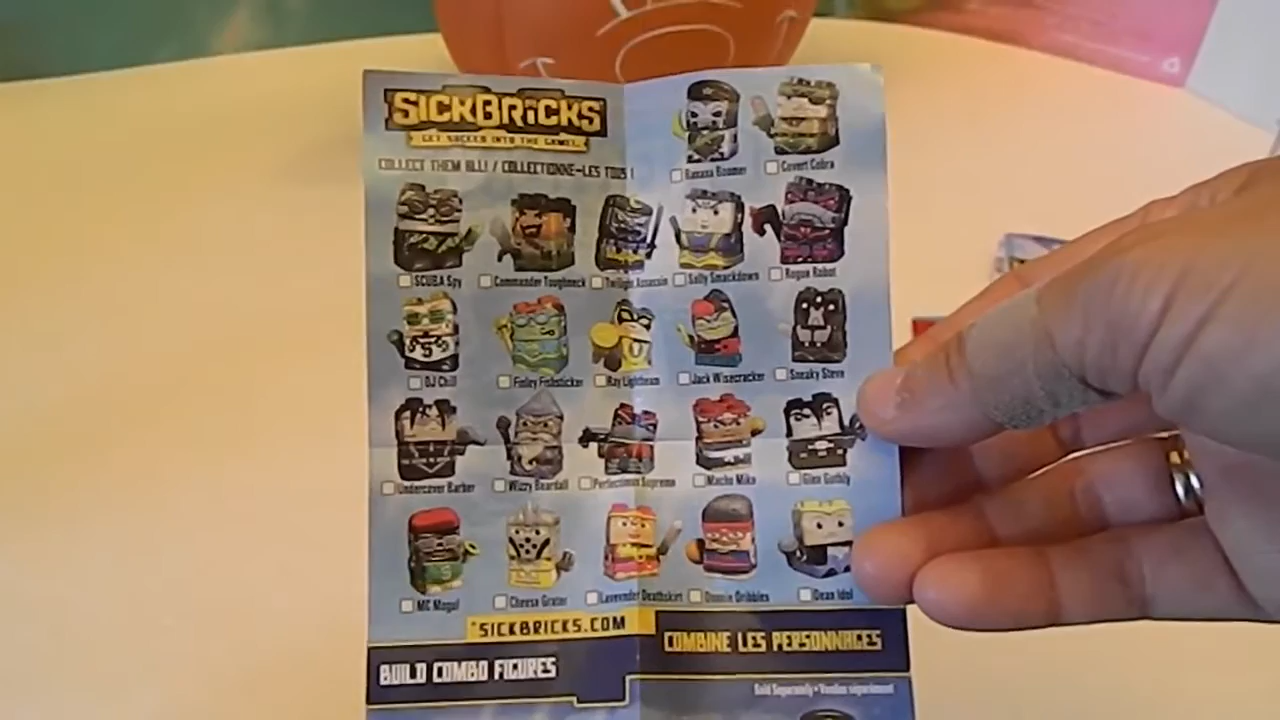 SICKBRICKS
GET SUCKED INTO THE GAME!
COLLECT THEM ALL! / COLLECTIONNE-LES TOUS !
Banana Boomer
Covert Cobra
SCUBA Spy
Commander Toughneck
Twilight Assassin
Sally Smackdown
Rogue Robot
DJ Chill
Finley Fishsticker
Ray Lightbeam
Jack Wisecracker
Sneaky Steve
Undercover Barber
Wizzy Beardall
Perfectimus Supreme
Macho Mike
Glen Gothly
MC Mogul
Cheese Grater
Lavender Deathskirt
Donnie Dribbles
Dean Idol
*SICKBRICKS.COM
BUILD COMBO FIGURES
COMBINE LES PERSONNAGES
Sold Separately • Vendus séparément